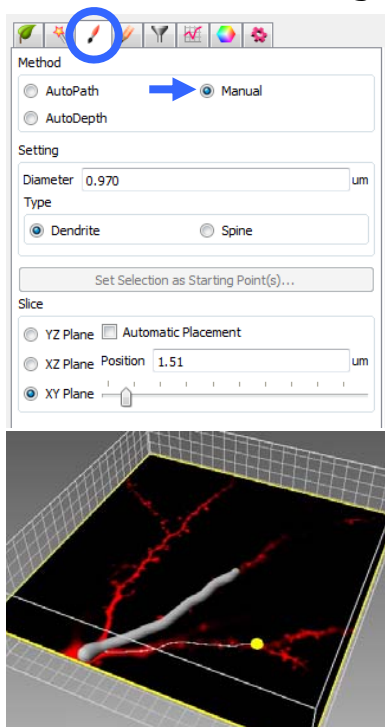 Method
AutoPath Manual
AutoDepth
Setting
Diameter 0.970 um
Type
Dendrite Spine
Set Selection as Starting Point(s)...
Slice
YZ Plane Automatic Placement
XZ Plane Position 1.51 um
XY Plane